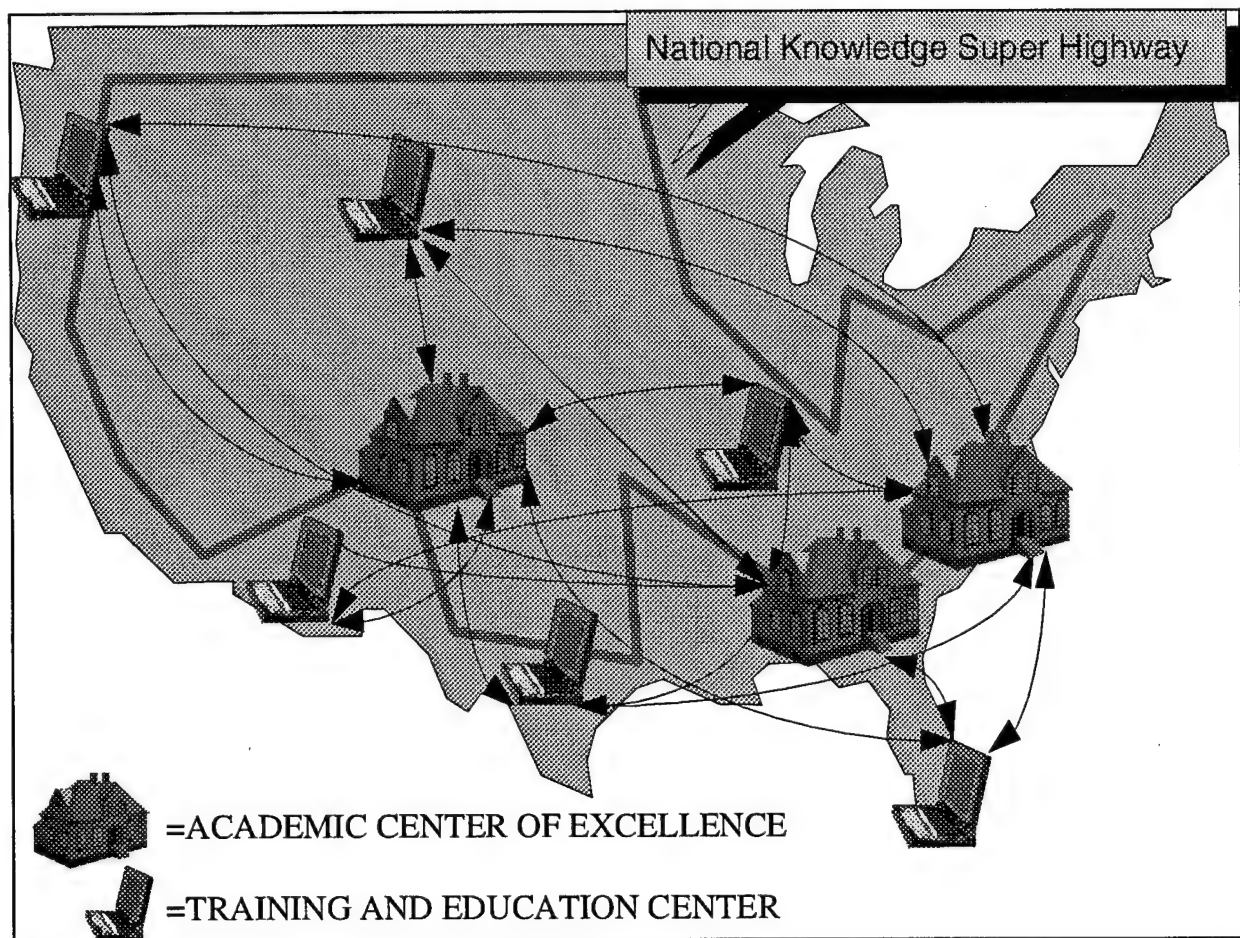 National Knowledge Super Highway
=ACADEMIC CENTER OF EXCELLENCE
=TRAINING AND EDUCATION CENTER